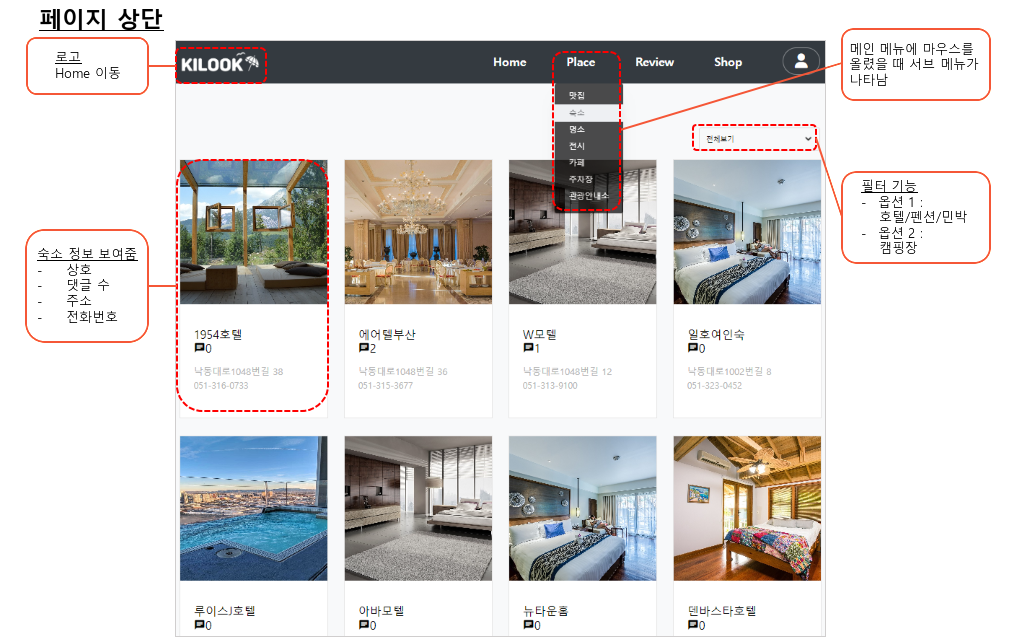 페이지 상단
로고
Home 이동
KILOOK
Home
Place
Review
Shop
메인 메뉴에 마우스를
올렸을 때 서브 메뉴가
나타남
맛집
숙소
명소
전시
카페
주차장
관광안내소
전체보기
필터 기능
- 옵션 1 :
호텔/펜션/민박
- 옵션 2 :
캠핑장
숙소 정보 보여줌
- 상호
- 댓글 수
- 주소
- 전화번호
1954호텔
0
낙동대로1048번길 38
051-316-0733
에어텔부산
2
낙동대로1048번길 36
051-315-3677
W모텔
1
낙동대로1048번길 12
051-313-9100
일호여인숙
0
낙동대로1002번길 8
051-323-0452
루이스J호텔
0
아바모텔
0
뉴타운홈
0
덴바스타호텔
0